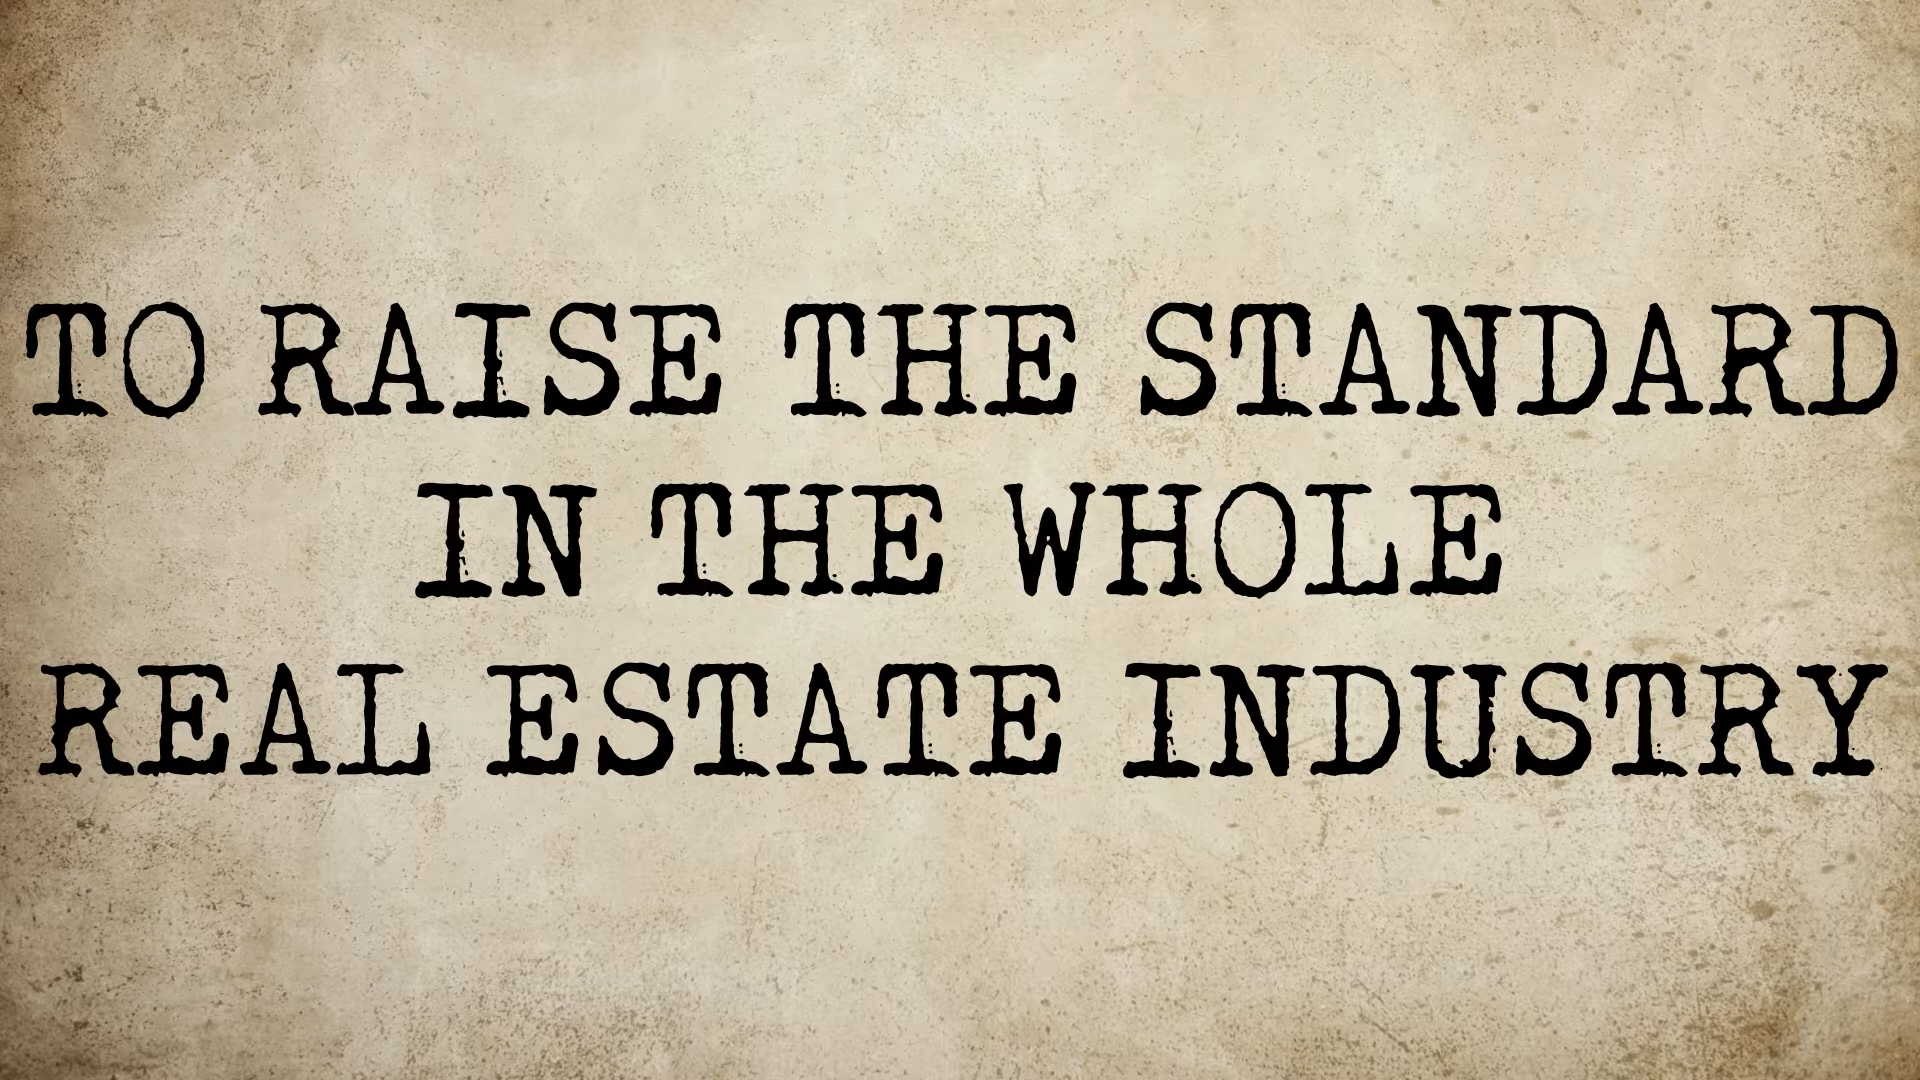 TO RAISE THE STANDARD
IN THE WHOLE
REAL ESTATE INDUSTRY